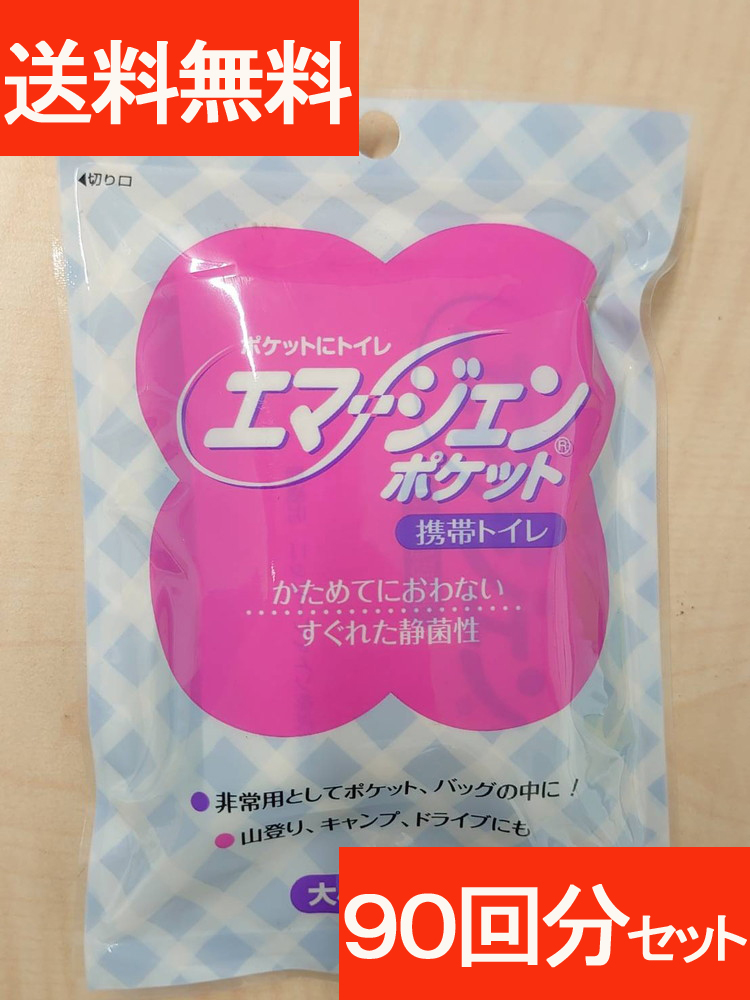 送料無料
◀切り口
ポケットにトイレ
エマージェン®
ポケット
携帯トイレ
かためてにおわない
すぐれた静菌性
●非常用としてポケット、バッグの中に!
●山登り、キャンプ、ドライブにも
大
90回分セット